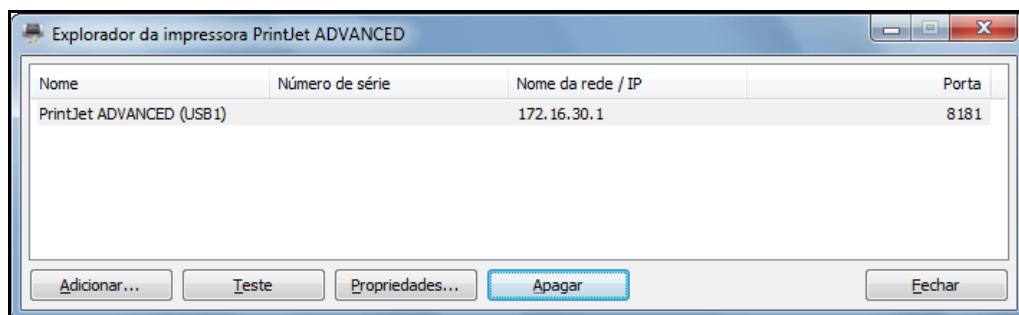 Explorador da impressora PrintJet ADVANCED
Nome Número de série Nome da rede / IP Porta
PrintJet ADVANCED (USB1) 172.16.30.1 8181
Adicionar... Teste Propriedades... Apagar Fechar